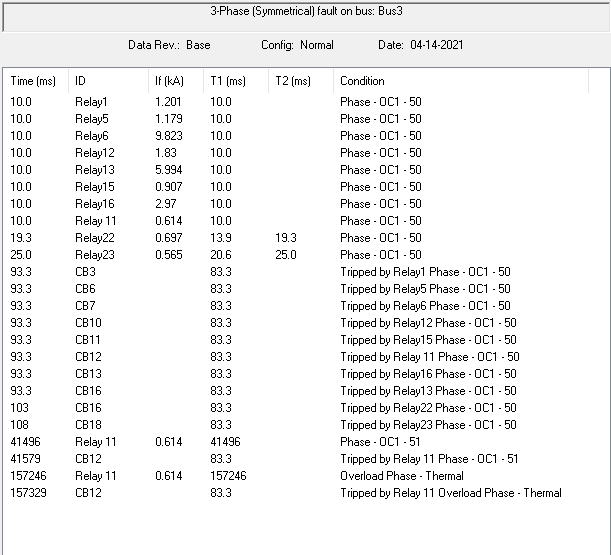 3-Phase (Symmetrical) fault on bus: Bus3
Data Rev.: Base Config: Normal Date: 04-14-2021
Time (ms) ID If (kA) T1 (ms) T2 (ms) Condition
10.0 Relay1 1.201 10.0 Phase - OC1 - 50
10.0 Relay5 1.179 10.0 Phase - OC1 - 50
10.0 Relay6 9.823 10.0 Phase - OC1 - 50
10.0 Relay12 1.83 10.0 Phase - OC1 - 50
10.0 Relay13 5.994 10.0 Phase - OC1 - 50
10.0 Relay15 0.907 10.0 Phase - OC1 - 50
10.0 Relay16 2.97 10.0 Phase - OC1 - 50
10.0 Relay 11 0.614 10.0 Phase - OC1 - 50
19.3 Relay22 0.697 13.9 19.3 Phase - OC1 - 50
25.0 Relay23 0.565 20.6 25.0 Phase - OC1 - 50
93.3 CB3 83.3 Tripped by Relay1 Phase - OC1 - 50
93.3 CB6 83.3 Tripped by Relay5 Phase - OC1 - 50
93.3 CB7 83.3 Tripped by Relay6 Phase - OC1 - 50
93.3 CB10 83.3 Tripped by Relay12 Phase - OC1 - 50
93.3 CB11 83.3 Tripped by Relay15 Phase - OC1 - 50
93.3 CB12 83.3 Tripped by Relay 11 Phase - OC1 - 50
93.3 CB13 83.3 Tripped by Relay16 Phase - OC1 - 50
93.3 CB16 83.3 Tripped by Relay13 Phase - OC1 - 50
103 CB16 83.3 Tripped by Relay22 Phase - OC1 - 50
108 CB18 83.3 Tripped by Relay23 Phase - OC1 - 50
41496 Relay 11 0.614 41496 Phase - OC1 - 51
41579 CB12 83.3 Tripped by Relay 11 Phase - OC1 - 51
157246 Relay 11 0.614 157246 Overload Phase - Thermal
157329 CB12 83.3 Tripped by Relay 11 Overload Phase - Thermal